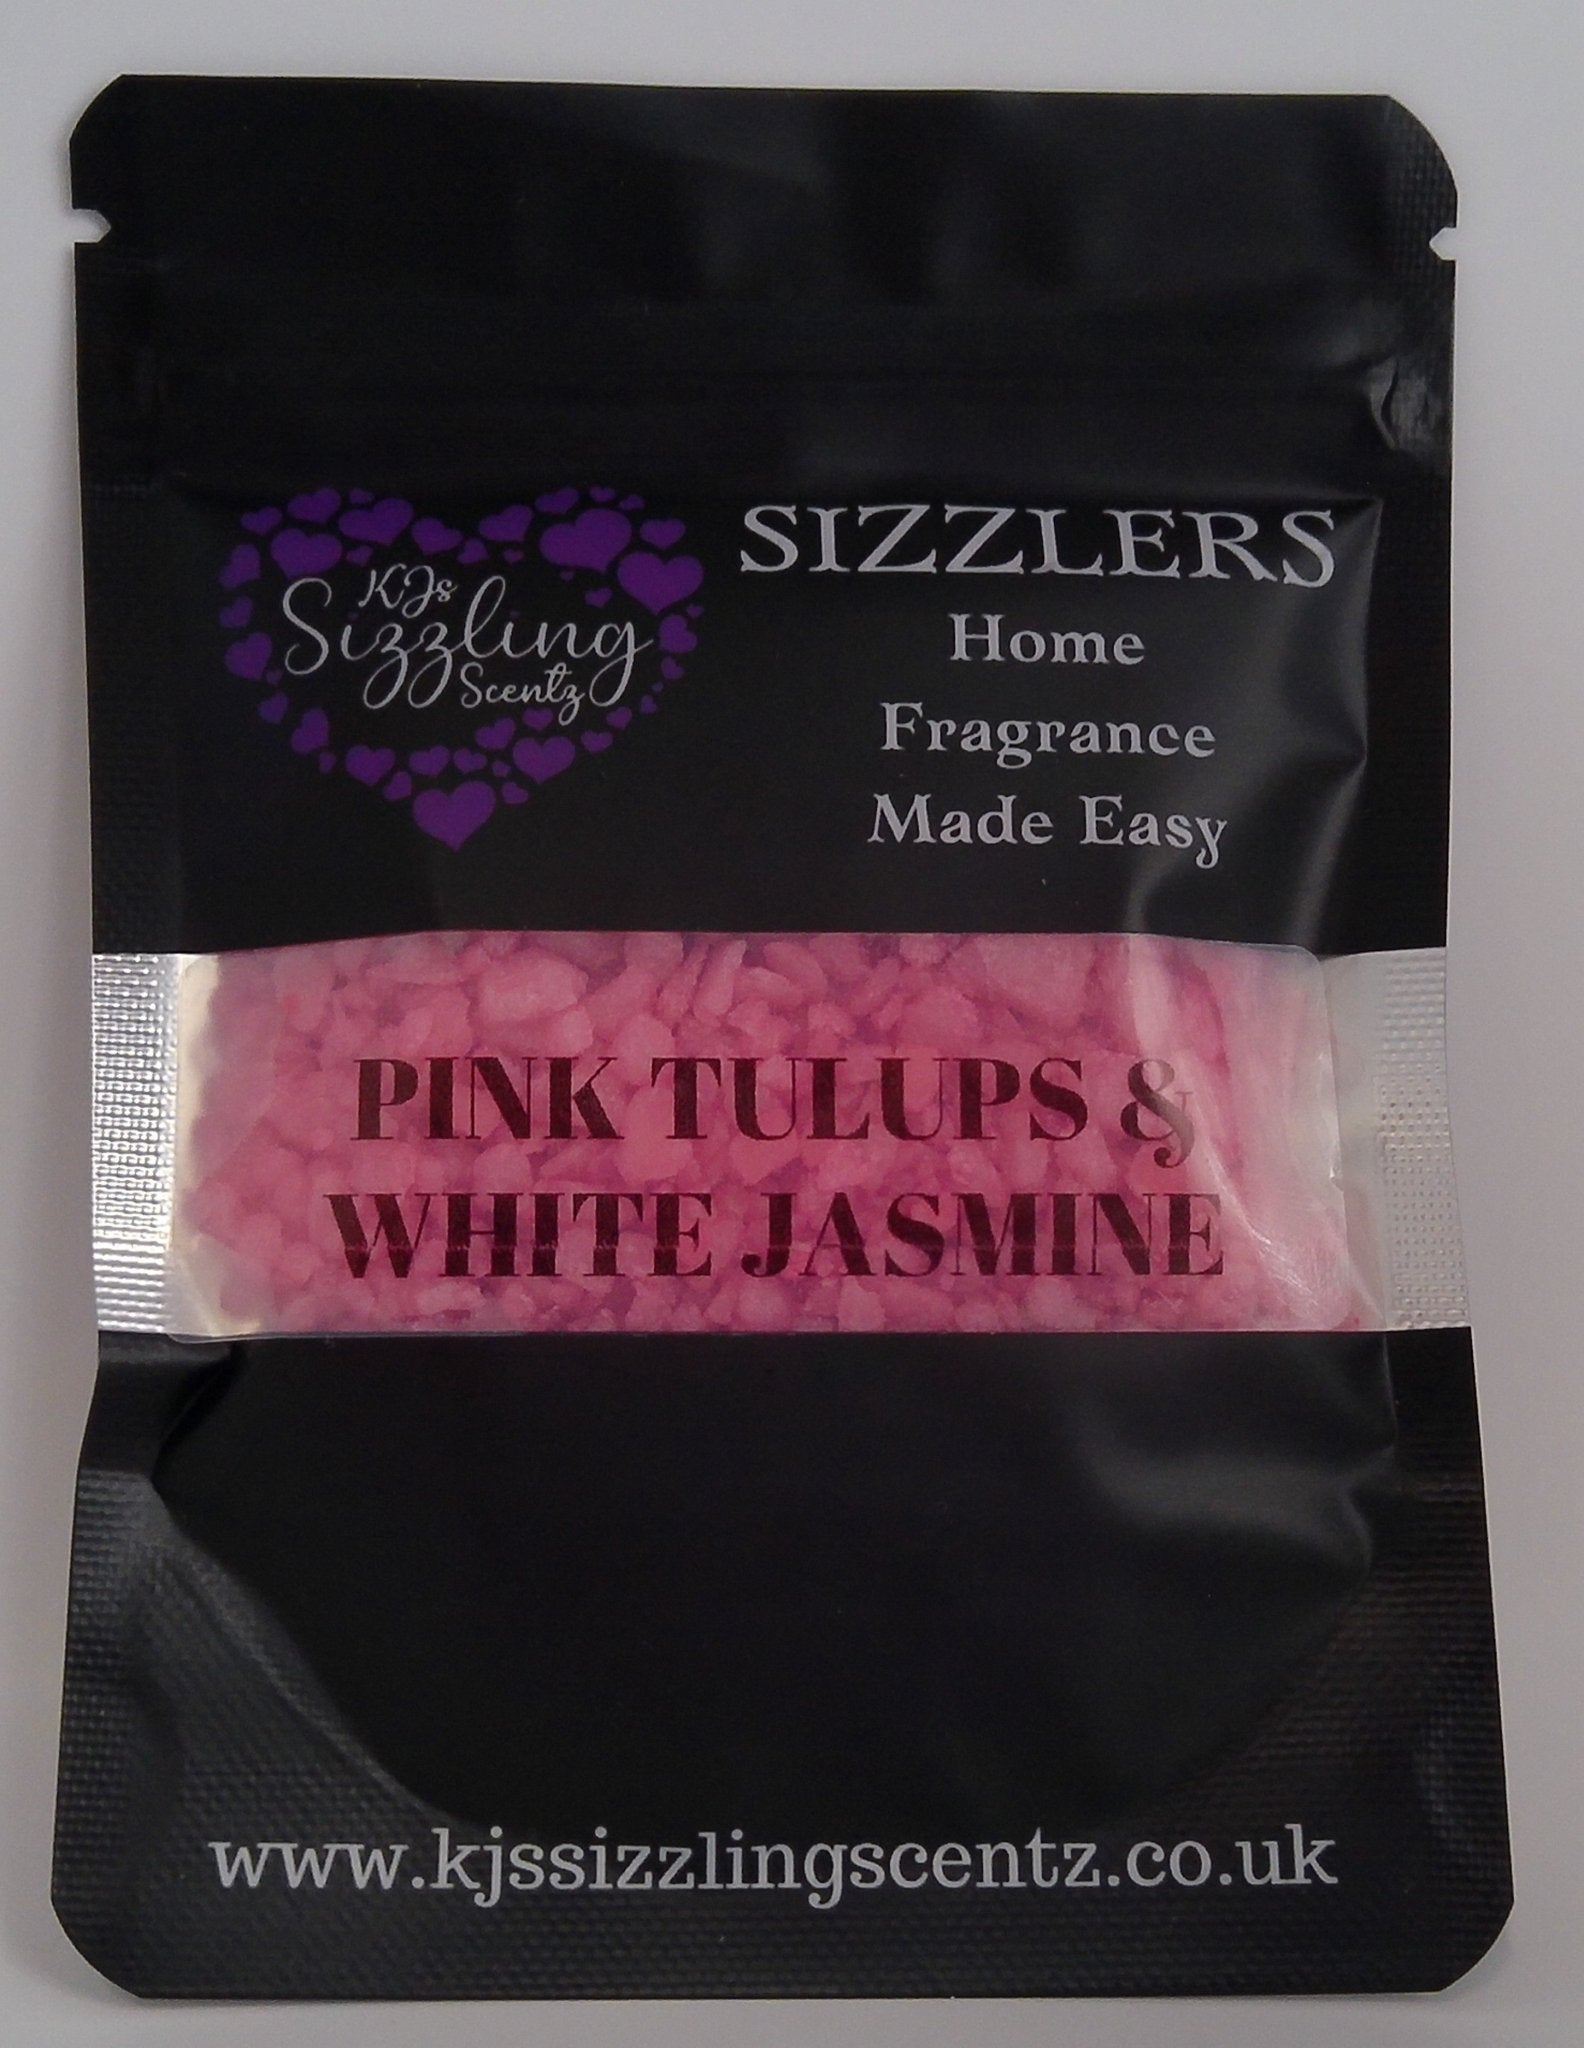 KJs
Sizzling
Scentz
SIZZLERS
Home
Fragrance
Made Easy
PINK TULUPS &
WHITE JASMINE
www.kjssizzlingscentz.co.uk